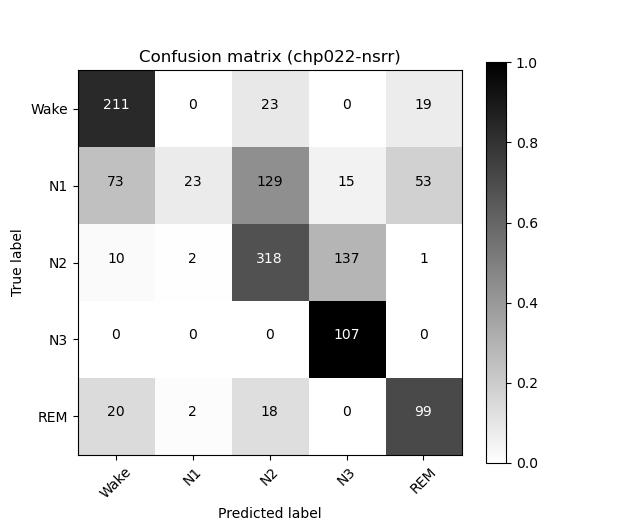 Confusion matrix (chp022-nsrr)
1.0
Wake 211 0 23 0 19
0.8
N1 73 23 129 15 53
0.6
True label
N2 10 2 318 137 1
0.4
N3 0 0 0 107 0
0.2
REM 20 2 18 0 99
0.0
Wake N1 N2 N3 REM
Predicted label